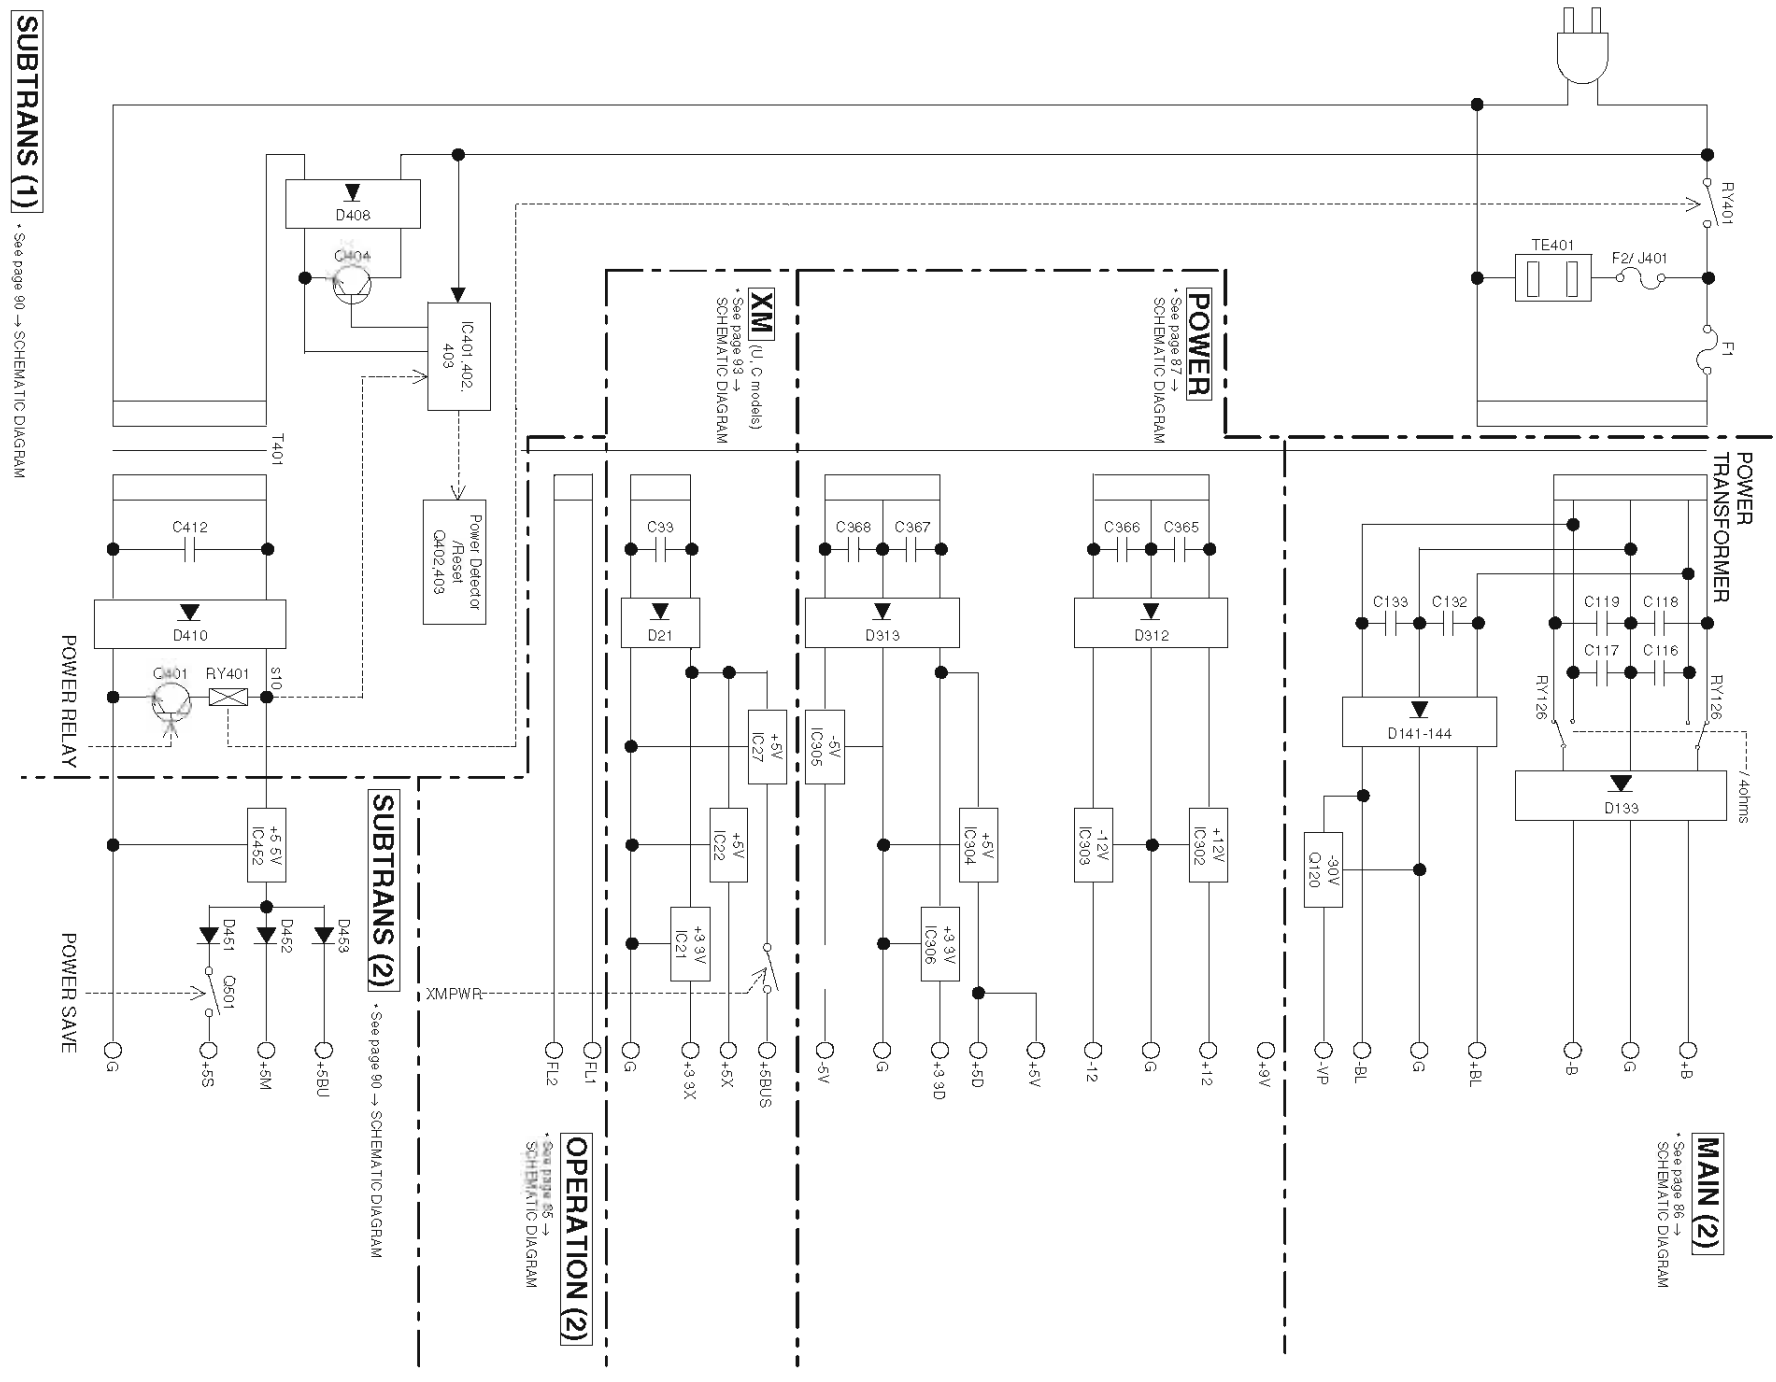 SUBTRANS (1)
* See page 90 → SCHEMATIC DIAGRAM
D408
Q404
IC401,402,
403
T401
Power Detector
/Reset
Q402,403
C412
D410
Q401
RY401
s10
POWER RELAY
+5.5V
IC452
D451
D452
D453
Q501
POWER SAVE
G
+5S
+5M
+5BU
SUBTRANS (2)
* See page 90 → SCHEMATIC DIAGRAM
XMPWR
FL2
FL1
OPERATION (2)
* See page 85 →
SCHEMATIC DIAGRAM
XM
(U, C models)
* See page 93 →
SCHEMATIC DIAGRAM
C33
D21
+5V
IC27
+5V
IC22
+3.3V
IC21
G
+3.3X
+5X
+5BUS
POWER
* See page 87 →
SCHEMATIC DIAGRAM
C368
C367
D313
-5V
IC305
+5V
IC304
+3.3V
IC306
-5V
G
+3.3D
+5D
+5V
C366
C365
D312
-12V
IC303
+12V
IC302
-12
G
+12
+9V
RY401
TE401
F2/ J401
F1
POWER
TRANSFORMER
C133
C132
C119
C118
C117
C116
RY126
RY126
D141-144
/ 4ohms
D133
-30V
Q120
-VP
-BL
G
+BL
-B
G
+B
MAIN (2)
* See page 86 →
SCHEMATIC DIAGRAM